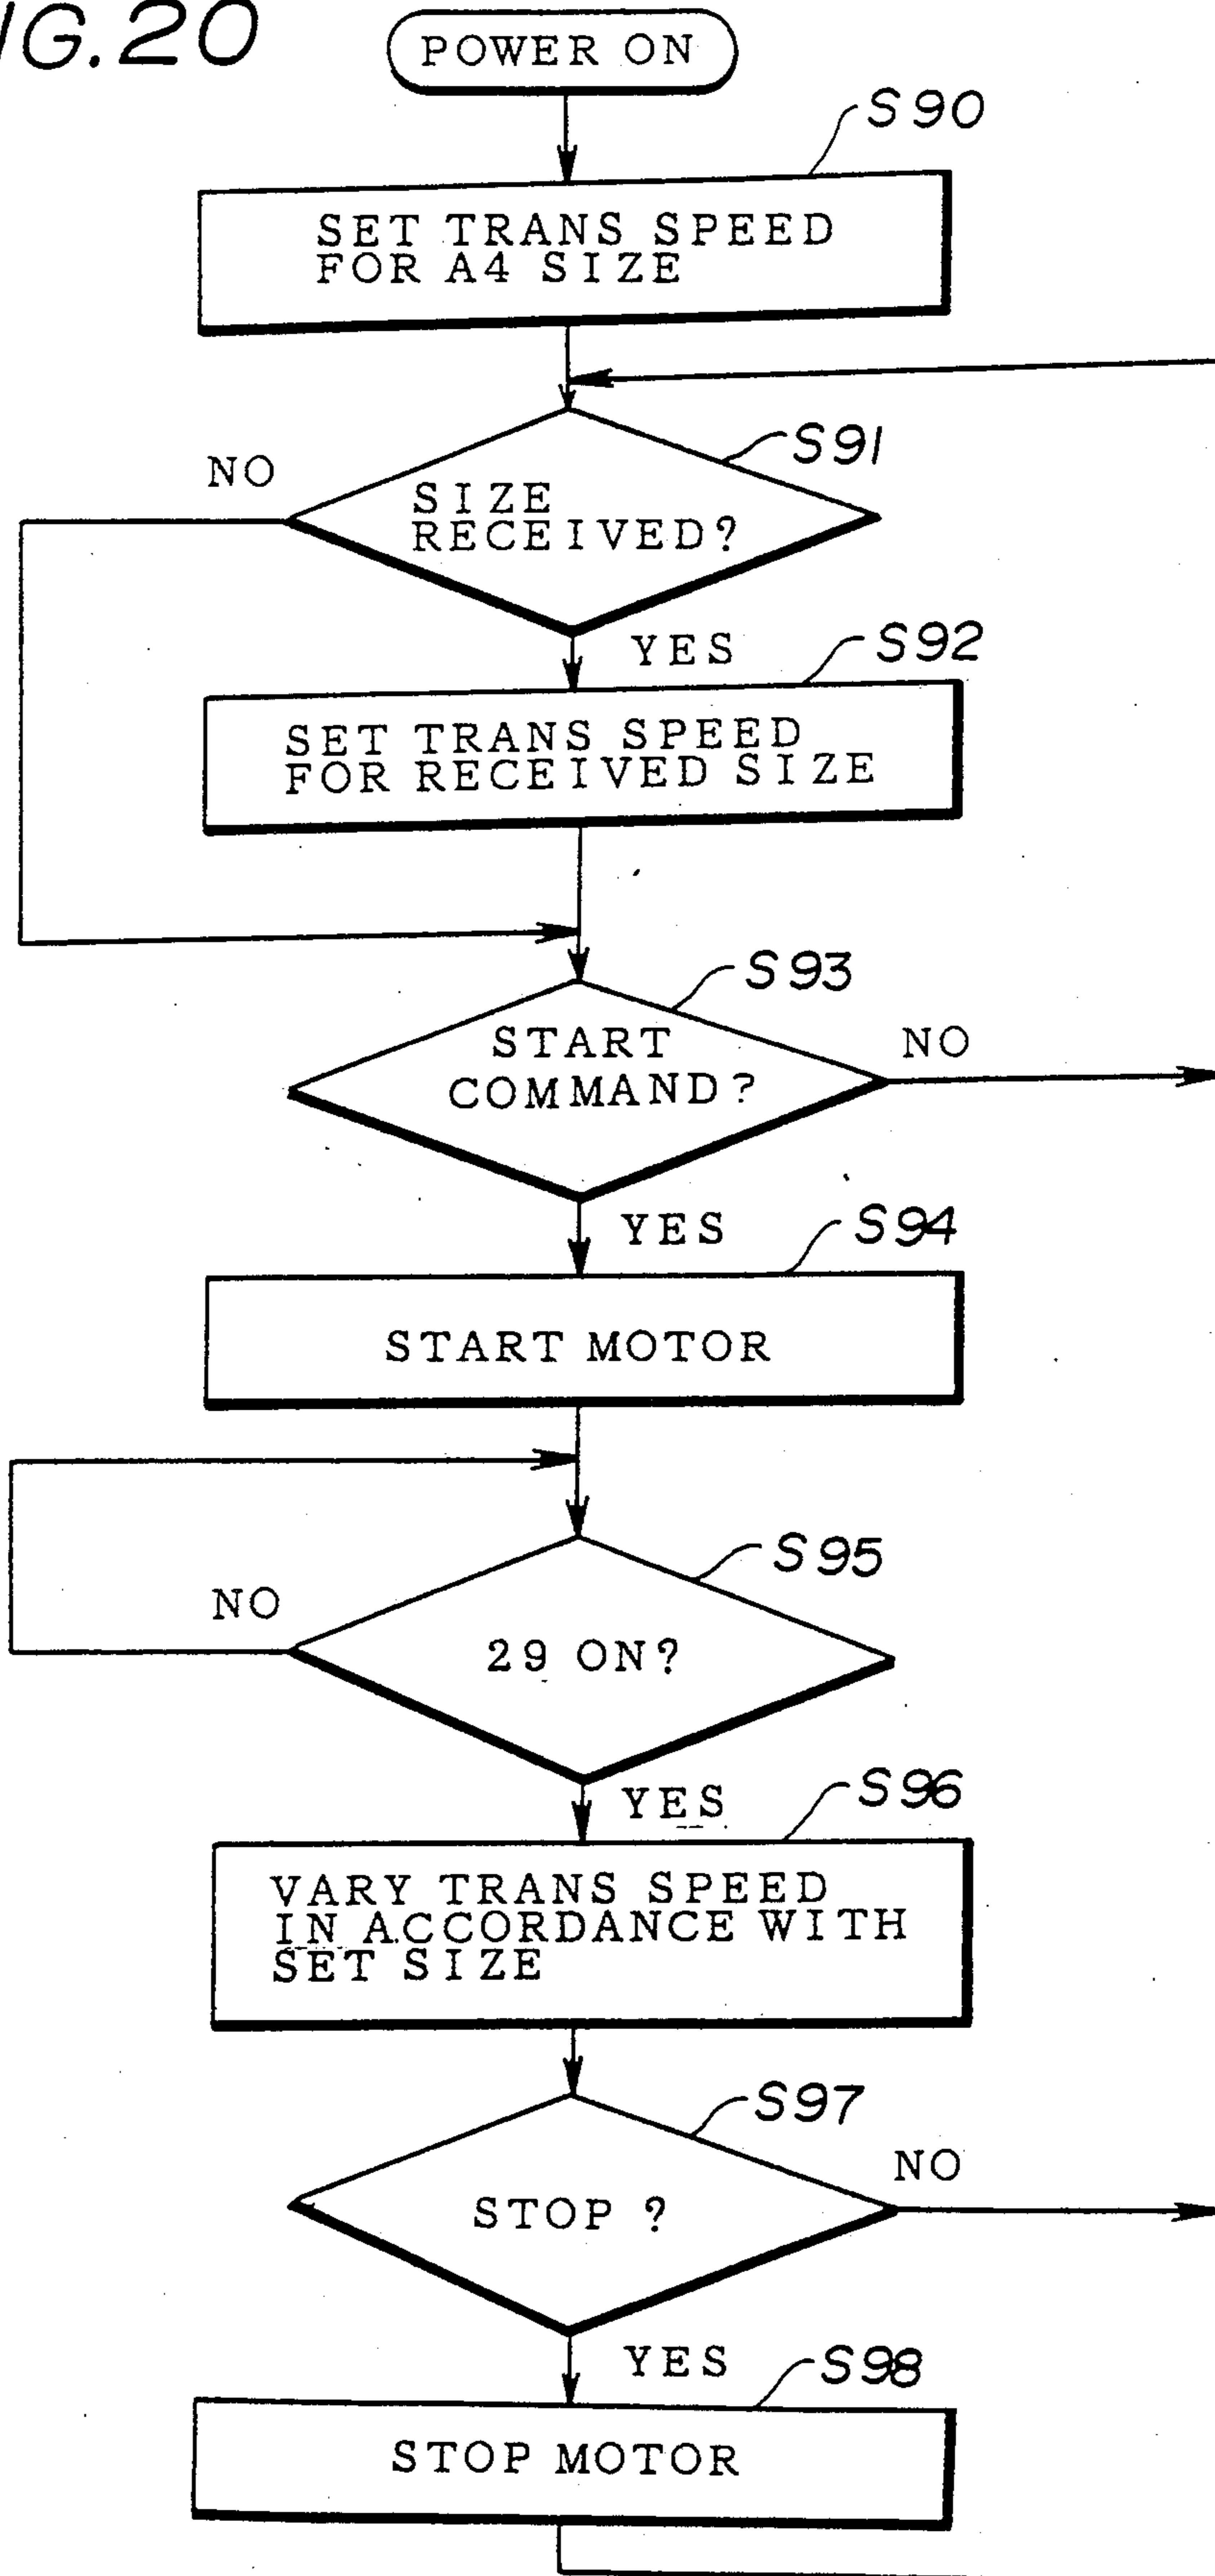 IG.20
POWER ON
S90
SET TRANS SPEED
FOR A4 SIZE
S91
NO
SIZE
RECEIVED?
YES
S92
SET TRANS SPEED
FOR RECEIVED SIZE
S93
START
COMMAND?
NO
YES
S94
START MOTOR
S95
NO
29 ON?
YES
S96
VARY TRANS SPEED
IN ACCORDANCE WITH
SET SIZE
S97
NO
STOP ?
YES
S98
STOP MOTOR